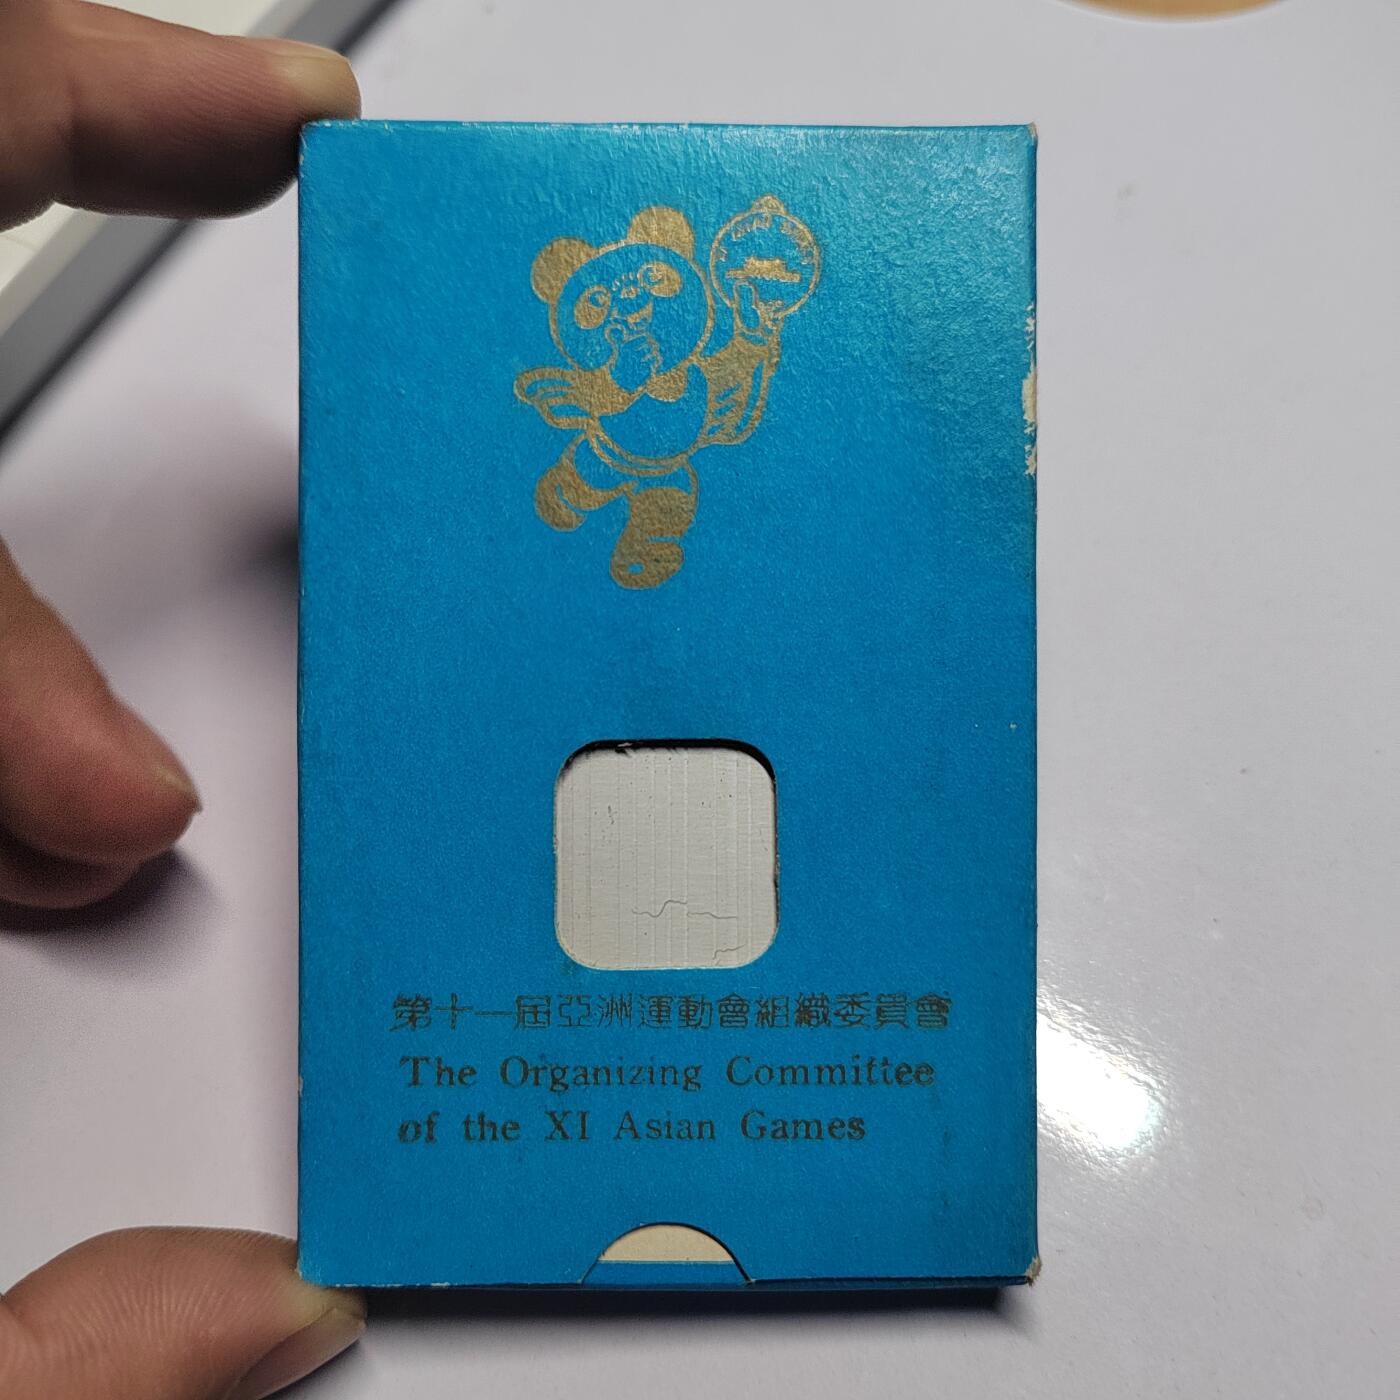 第十一届亞洲運動會組織委員會
The Organizing Committee
of the XI Asian Games